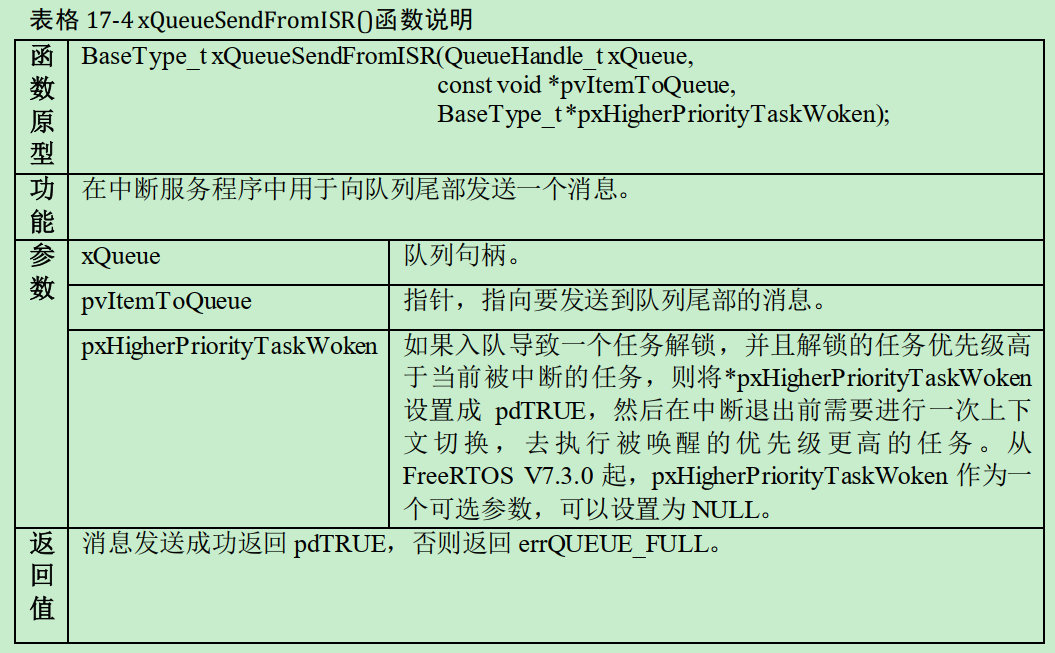 表格 17-4 xQueueSendFromISR()函数说明
函数原型
BaseType_t xQueueSendFromISR(QueueHandle_t xQueue,
const void *pvItemToQueue,
BaseType_t *pxHigherPriorityTaskWoken);
功能
在中断服务程序中用于向队列尾部发送一个消息。
参数
xQueue
队列句柄。
pvItemToQueue
指针，指向要发送到队列尾部的消息。
pxHigherPriorityTaskWoken
如果入队导致一个任务解锁，并且解锁的任务优先级高
于当前被中断的任务，则将*pxHigherPriorityTaskWoken
设置成 pdTRUE，然后在中断退出前需要进行一次上下
文切换，去执行被唤醒的优先级更高的任务。从
FreeRTOS V7.3.0 起，pxHigherPriorityTaskWoken 作为一
个可选参数，可以设置为 NULL。
返回值
消息发送成功返回 pdTRUE，否则返回 errQUEUE_FULL。